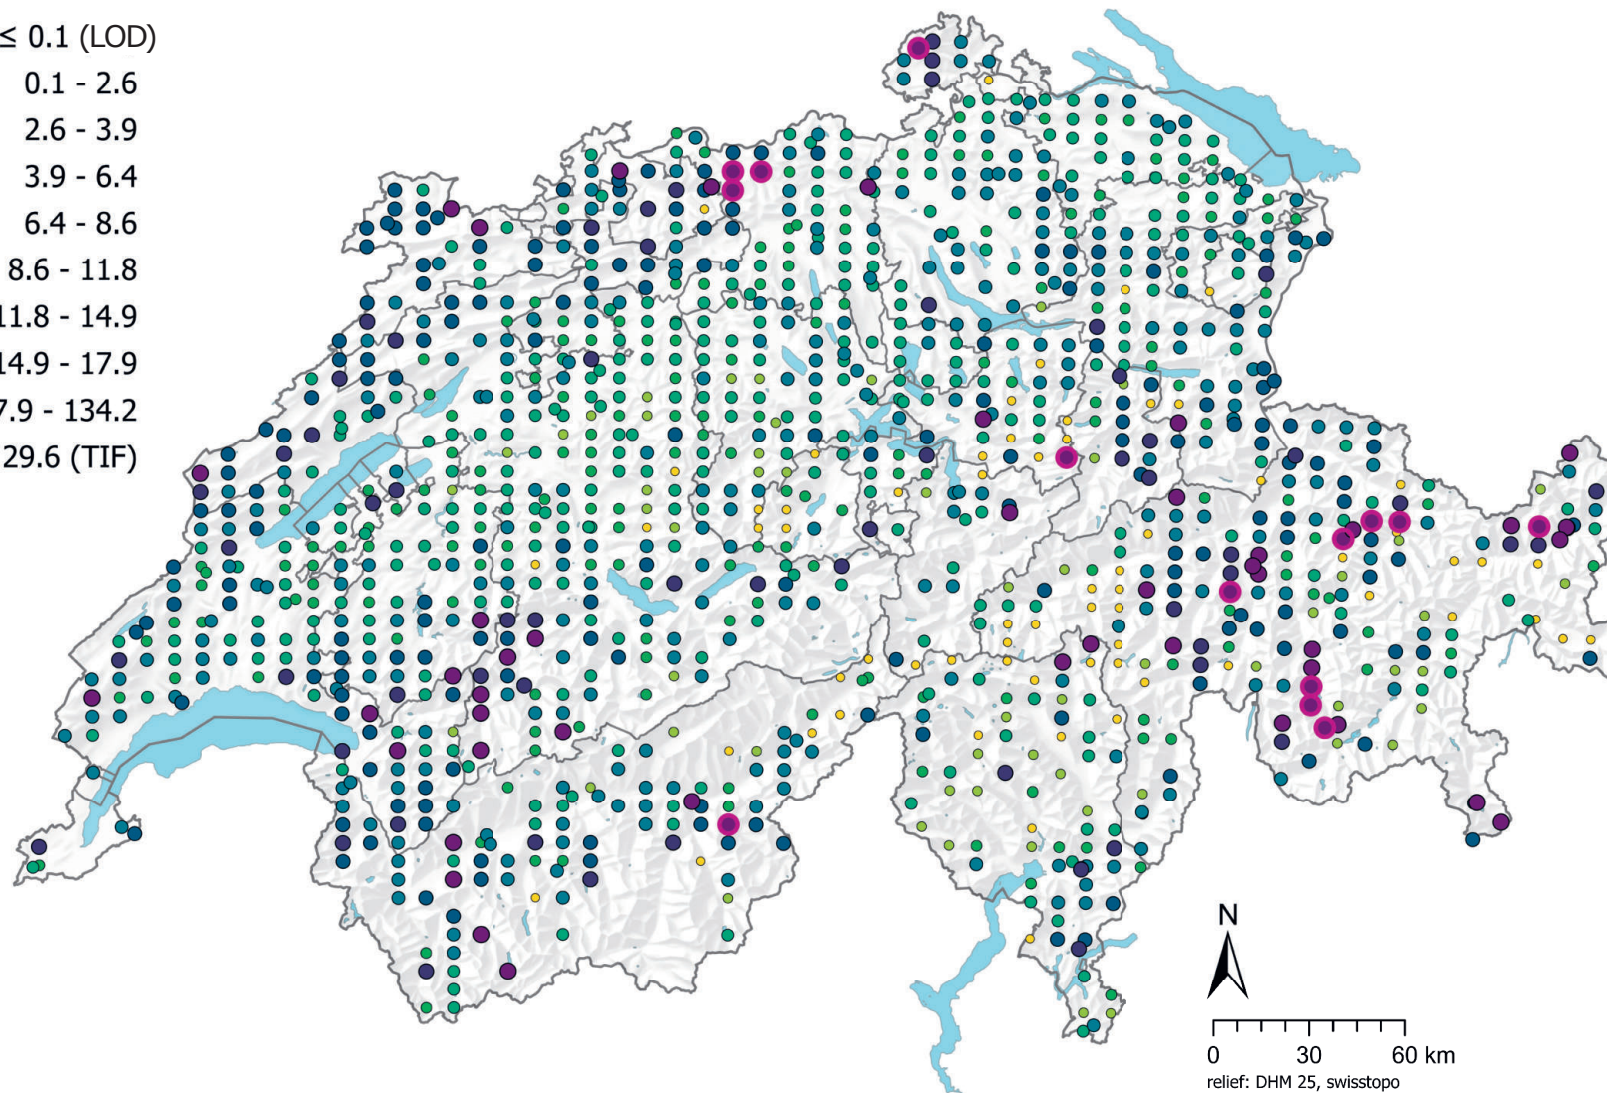 ≤ 0.1 (LOD)
0.1 - 2.6
2.6 - 3.9
3.9 - 6.4
6.4 - 8.6
8.6 - 11.8
11.8 - 14.9
14.9 - 17.9
7.9 - 134.2
29.6 (TIF)
N
0 30 60 km
relief: DHM 25, swisstopo